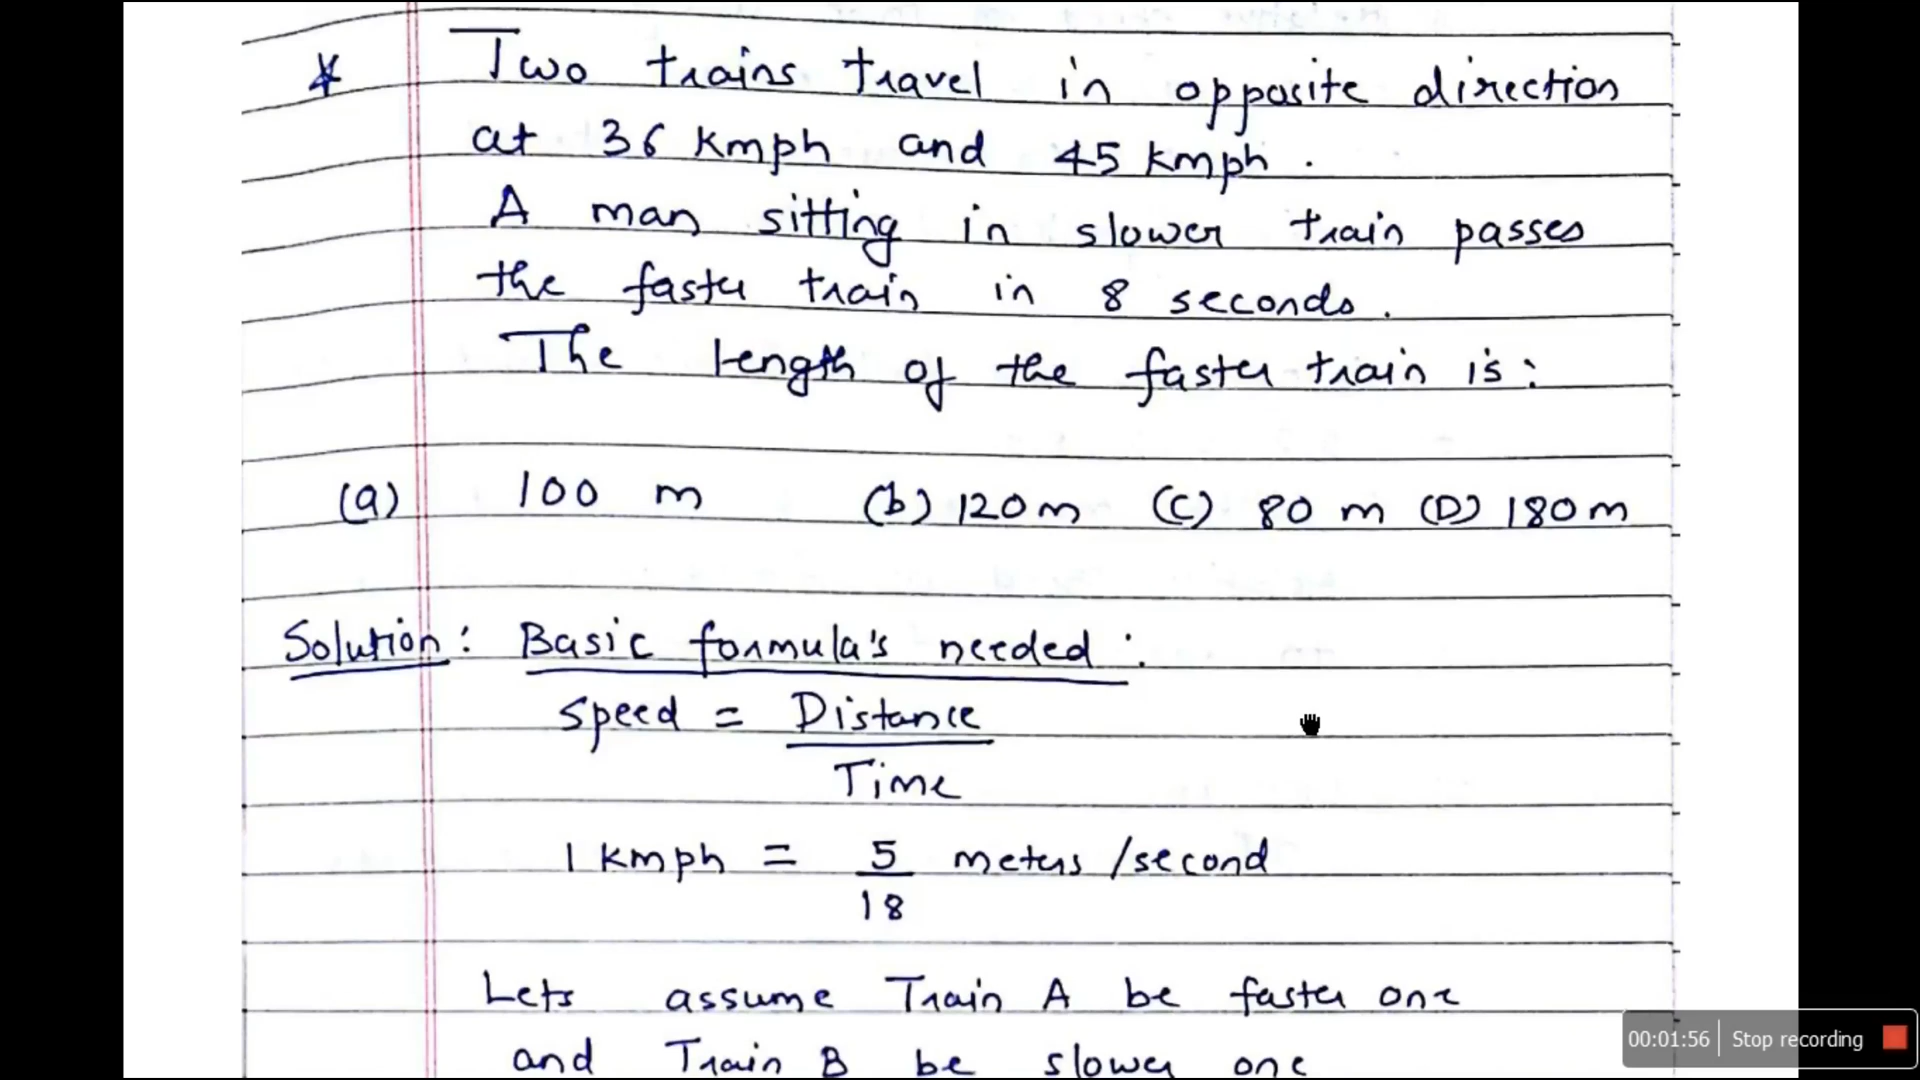 * Two trains travel in opposite direction
at 36 kmph and 45 kmph.
A man sitting in slower train passes
the faster train in 8 seconds.
The length of the faster train is:
(a) 100 m (b) 120m (C) 80 m (D) 180m
Solution: Basic formula's needed:
Speed = Distance
Time
1 kmph = 5 meters/second
18
Lets assume Train A be faster one
and Train B be slower one
00:01:56 Stop recording